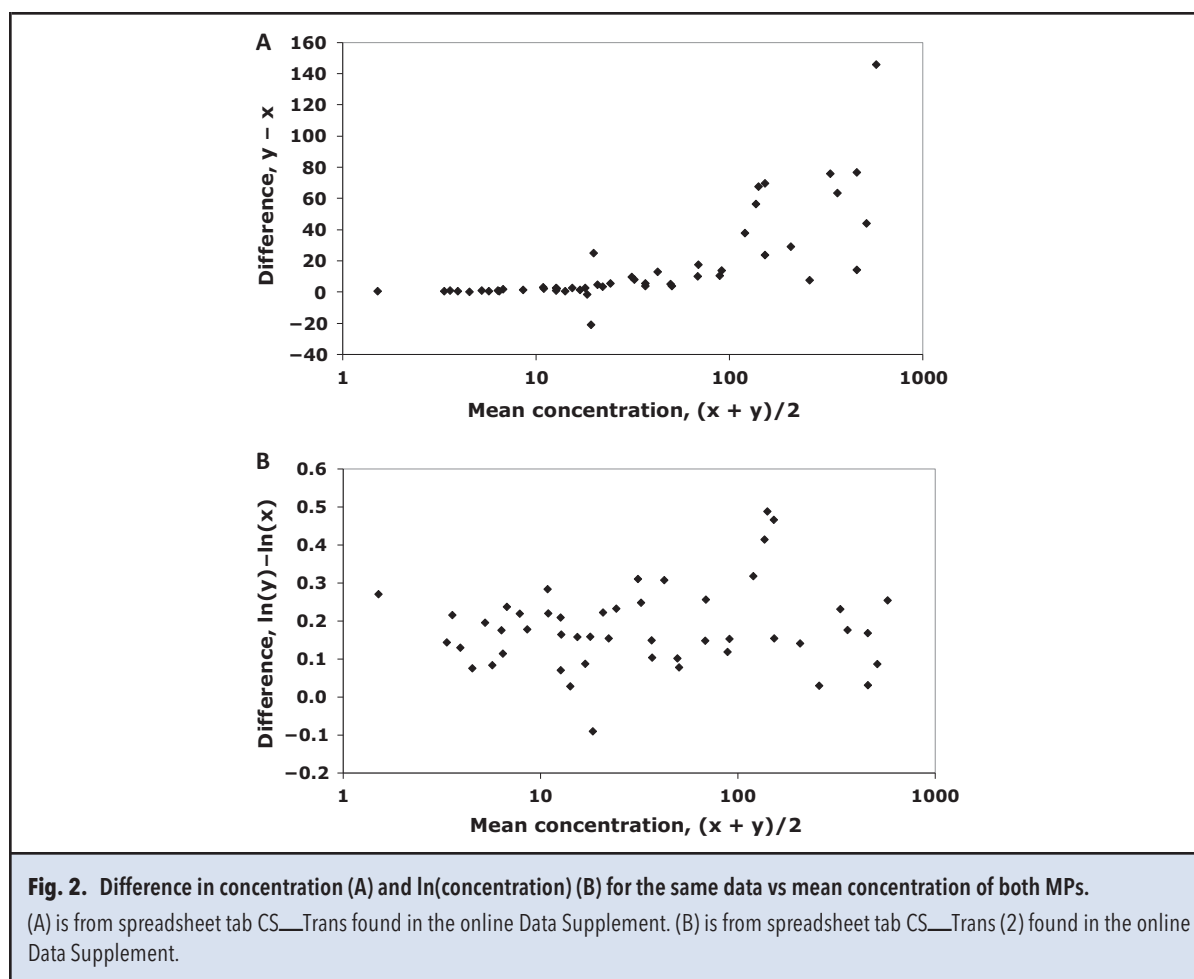 A
160
140
120
100
80
60
40
20
0
−20
−40
Difference, y − x
1 10 100 1000
Mean concentration, (x + y)/2
B
0.6
0.5
0.4
0.3
0.2
0.1
0.0
−0.1
−0.2
Difference, ln(y)−ln(x)
1 10 100 1000
Mean concentration, (x + y)/2
Fig. 2. Difference in concentration (A) and ln(concentration) (B) for the same data vs mean concentration of both MPs.
(A) is from spreadsheet tab CS__Trans found in the online Data Supplement. (B) is from spreadsheet tab CS__Trans (2) found in the online
Data Supplement.